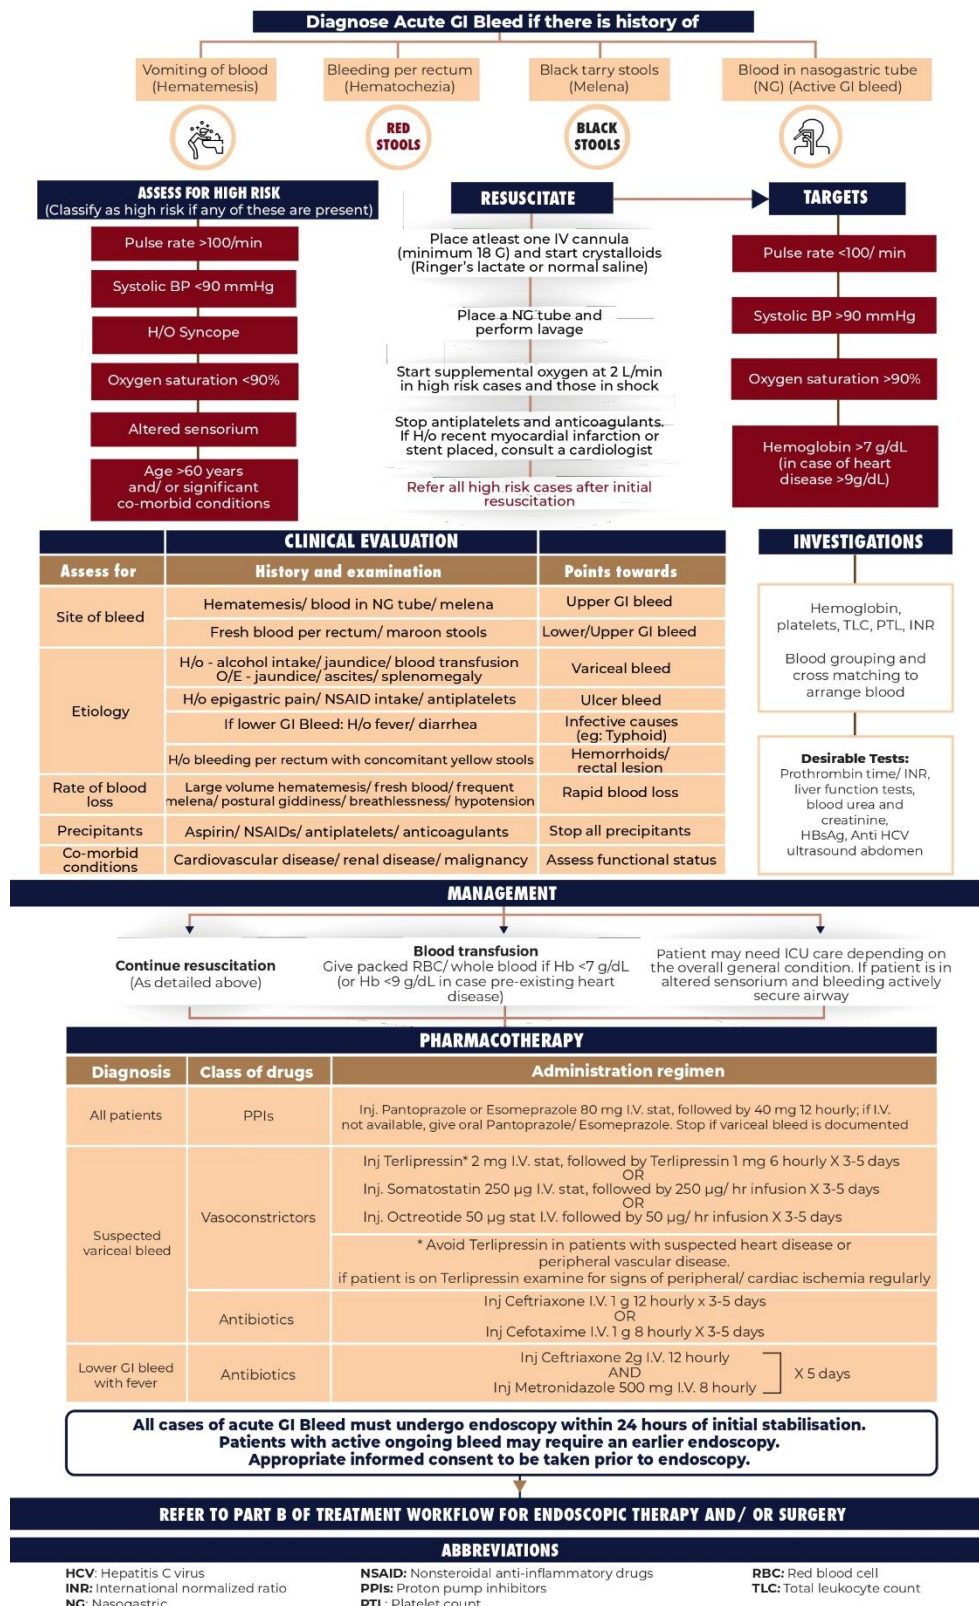 Diagnose Acute GI Bleed if there is history of
Vomiting of blood
(Hematemesis)
Bleeding per rectum
(Hematochezia)
Black tarry stools
(Melena)
Blood in nasogastric tube
(NG) (Active GI bleed)
RED
STOOLS
BLACK
STOOLS
ASSESS FOR HIGH RISK
(Classify as high risk if any of these are present)
Pulse rate >100/min
Systolic BP <90 mmHg
H/O Syncope
Oxygen saturation <90%
Altered sensorium
Age >60 years
and/ or significant
co-morbid conditions
RESUSCITATE
Place atleast one IV cannula
(minimum 18 G) and start crystalloids
(Ringer's lactate or normal saline)
Place a NG tube and
perform lavage
Start supplemental oxygen at 2 L/min
in high risk cases and those in shock
Stop antiplatelets and anticoagulants.
If H/o recent myocardial infarction or
stent placed, consult a cardiologist
Refer all high risk cases after initial
resuscitation
TARGETS
Pulse rate <100/ min
Systolic BP >90 mmHg
Oxygen saturation >90%
Hemoglobin >7 g/dL
(in case of heart
disease >9g/dL)
CLINICAL EVALUATION
Assess for
History and examination
Points towards
Site of bleed
Hematemesis/ blood in NG tube/ melena
Upper GI bleed
Fresh blood per rectum/ maroon stools
Lower/Upper GI bleed
Etiology
H/o - alcohol intake/ jaundice/ blood transfusion
O/E - jaundice/ ascites/ splenomegaly
Variceal bleed
H/o epigastric pain/ NSAID intake/ antiplatelets
Ulcer bleed
If lower GI Bleed: H/o fever/ diarrhea
Infective causes
(eg: Typhoid)
H/o bleeding per rectum with concomitant yellow stools
Hemorrhoids/
rectal lesion
Rate of blood
loss
Large volume hematemesis/ fresh blood/ frequent
melena/ postural giddiness/ breathlessness/ hypotension
Rapid blood loss
Precipitants
Aspirin/ NSAIDs/ antiplatelets/ anticoagulants
Stop all precipitants
Co-morbid
conditions
Cardiovascular disease/ renal disease/ malignancy
Assess functional status
INVESTIGATIONS
Hemoglobin,
platelets, TLC, PTL, INR
Blood grouping and
cross matching to
arrange blood
Desirable Tests:
Prothrombin time/ INR,
liver function tests,
blood urea and
creatinine,
HBsAg, Anti HCV
ultrasound abdomen
MANAGEMENT
Continue resuscitation
(As detailed above)
Blood transfusion
Give packed RBC/ whole blood if Hb <7 g/dL
(or Hb <9 g/dL in case pre-existing heart
disease)
Patient may need ICU care depending on
the overall general condition. If patient is in
altered sensorium and bleeding actively
secure airway
PHARMACOTHERAPY
Diagnosis
Class of drugs
Administration regimen
All patients
PPIs
Inj. Pantoprazole or Esomeprazole 80 mg I.V. stat, followed by 40 mg 12 hourly; if I.V.
not available, give oral Pantoprazole/ Esomeprazole. Stop if variceal bleed is documented
Suspected
variceal bleed
Vasoconstrictors
Inj Terlipressin* 2 mg I.V. stat, followed by Terlipressin 1 mg 6 hourly X 3-5 days
OR
Inj. Somatostatin 250 µg I.V. stat, followed by 250 µg/ hr infusion X 3-5 days
OR
Inj. Octreotide 50 µg stat I.V. followed by 50 µg/ hr infusion X 3-5 days
* Avoid Terlipressin in patients with suspected heart disease or
peripheral vascular disease.
if patient is on Terlipressin examine for signs of peripheral/ cardiac ischemia regularly
Antibiotics
Inj Ceftriaxone I.V. 1 g 12 hourly x 3-5 days
OR
Inj Cefotaxime I.V. 1 g 8 hourly X 3-5 days
Lower GI bleed
with fever
Antibiotics
Inj Ceftriaxone 2g I.V. 12 hourly
AND
Inj Metronidazole 500 mg I.V. 8 hourly
X 5 days
All cases of acute GI Bleed must undergo endoscopy within 24 hours of initial stabilisation.
Patients with active ongoing bleed may require an earlier endoscopy.
Appropriate informed consent to be taken prior to endoscopy.
REFER TO PART B OF TREATMENT WORKFLOW FOR ENDOSCOPIC THERAPY AND/ OR SURGERY
ABBREVIATIONS
HCV: Hepatitis C virus
INR: International normalized ratio
NG: Nasogastric
NSAID: Nonsteroidal anti-inflammatory drugs
PPIs: Proton pump inhibitors
PTL: Platelet count
RBC: Red blood cell
TLC: Total leukocyte count